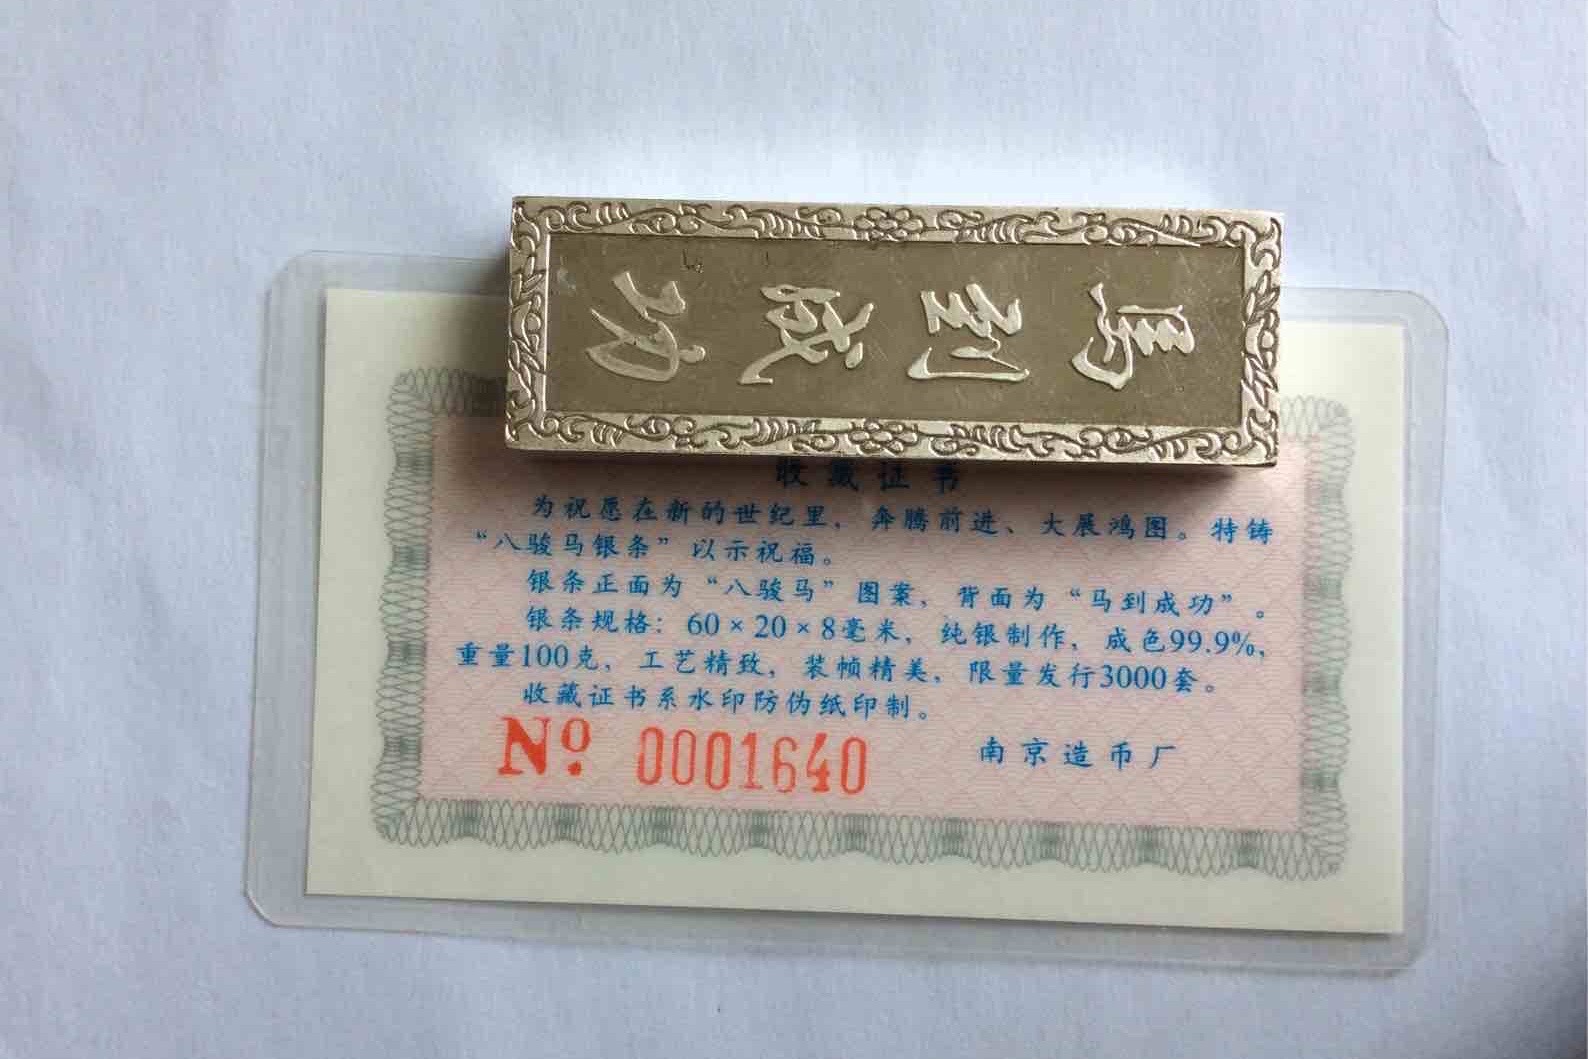 馬到成功
收藏证书
为祝愿在新的世纪里，奔腾前进、大展鸿图。特铸
“八骏马银条”以示祝福。
银条正面为“八骏马”图案，背面为“马到成功”。
银条规格：60×20×8毫米，纯银制作，成色99.9%，
重量100克，工艺精致，装帧精美，限量发行3000套。
收藏证书系水印防伪纸印制。
Nº 0001640
南京造币厂